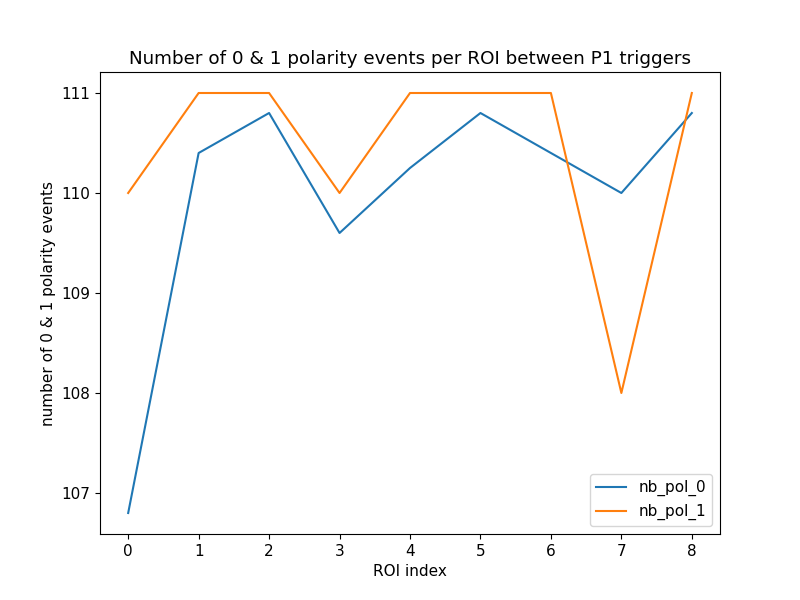 Number of 0 & 1 polarity events per ROI between P1 triggers
number of 0 & 1 polarity events
111
110
109
108
107
0 1 2 3 4 5 6 7 8
ROI index
nb_pol_0
nb_pol_1